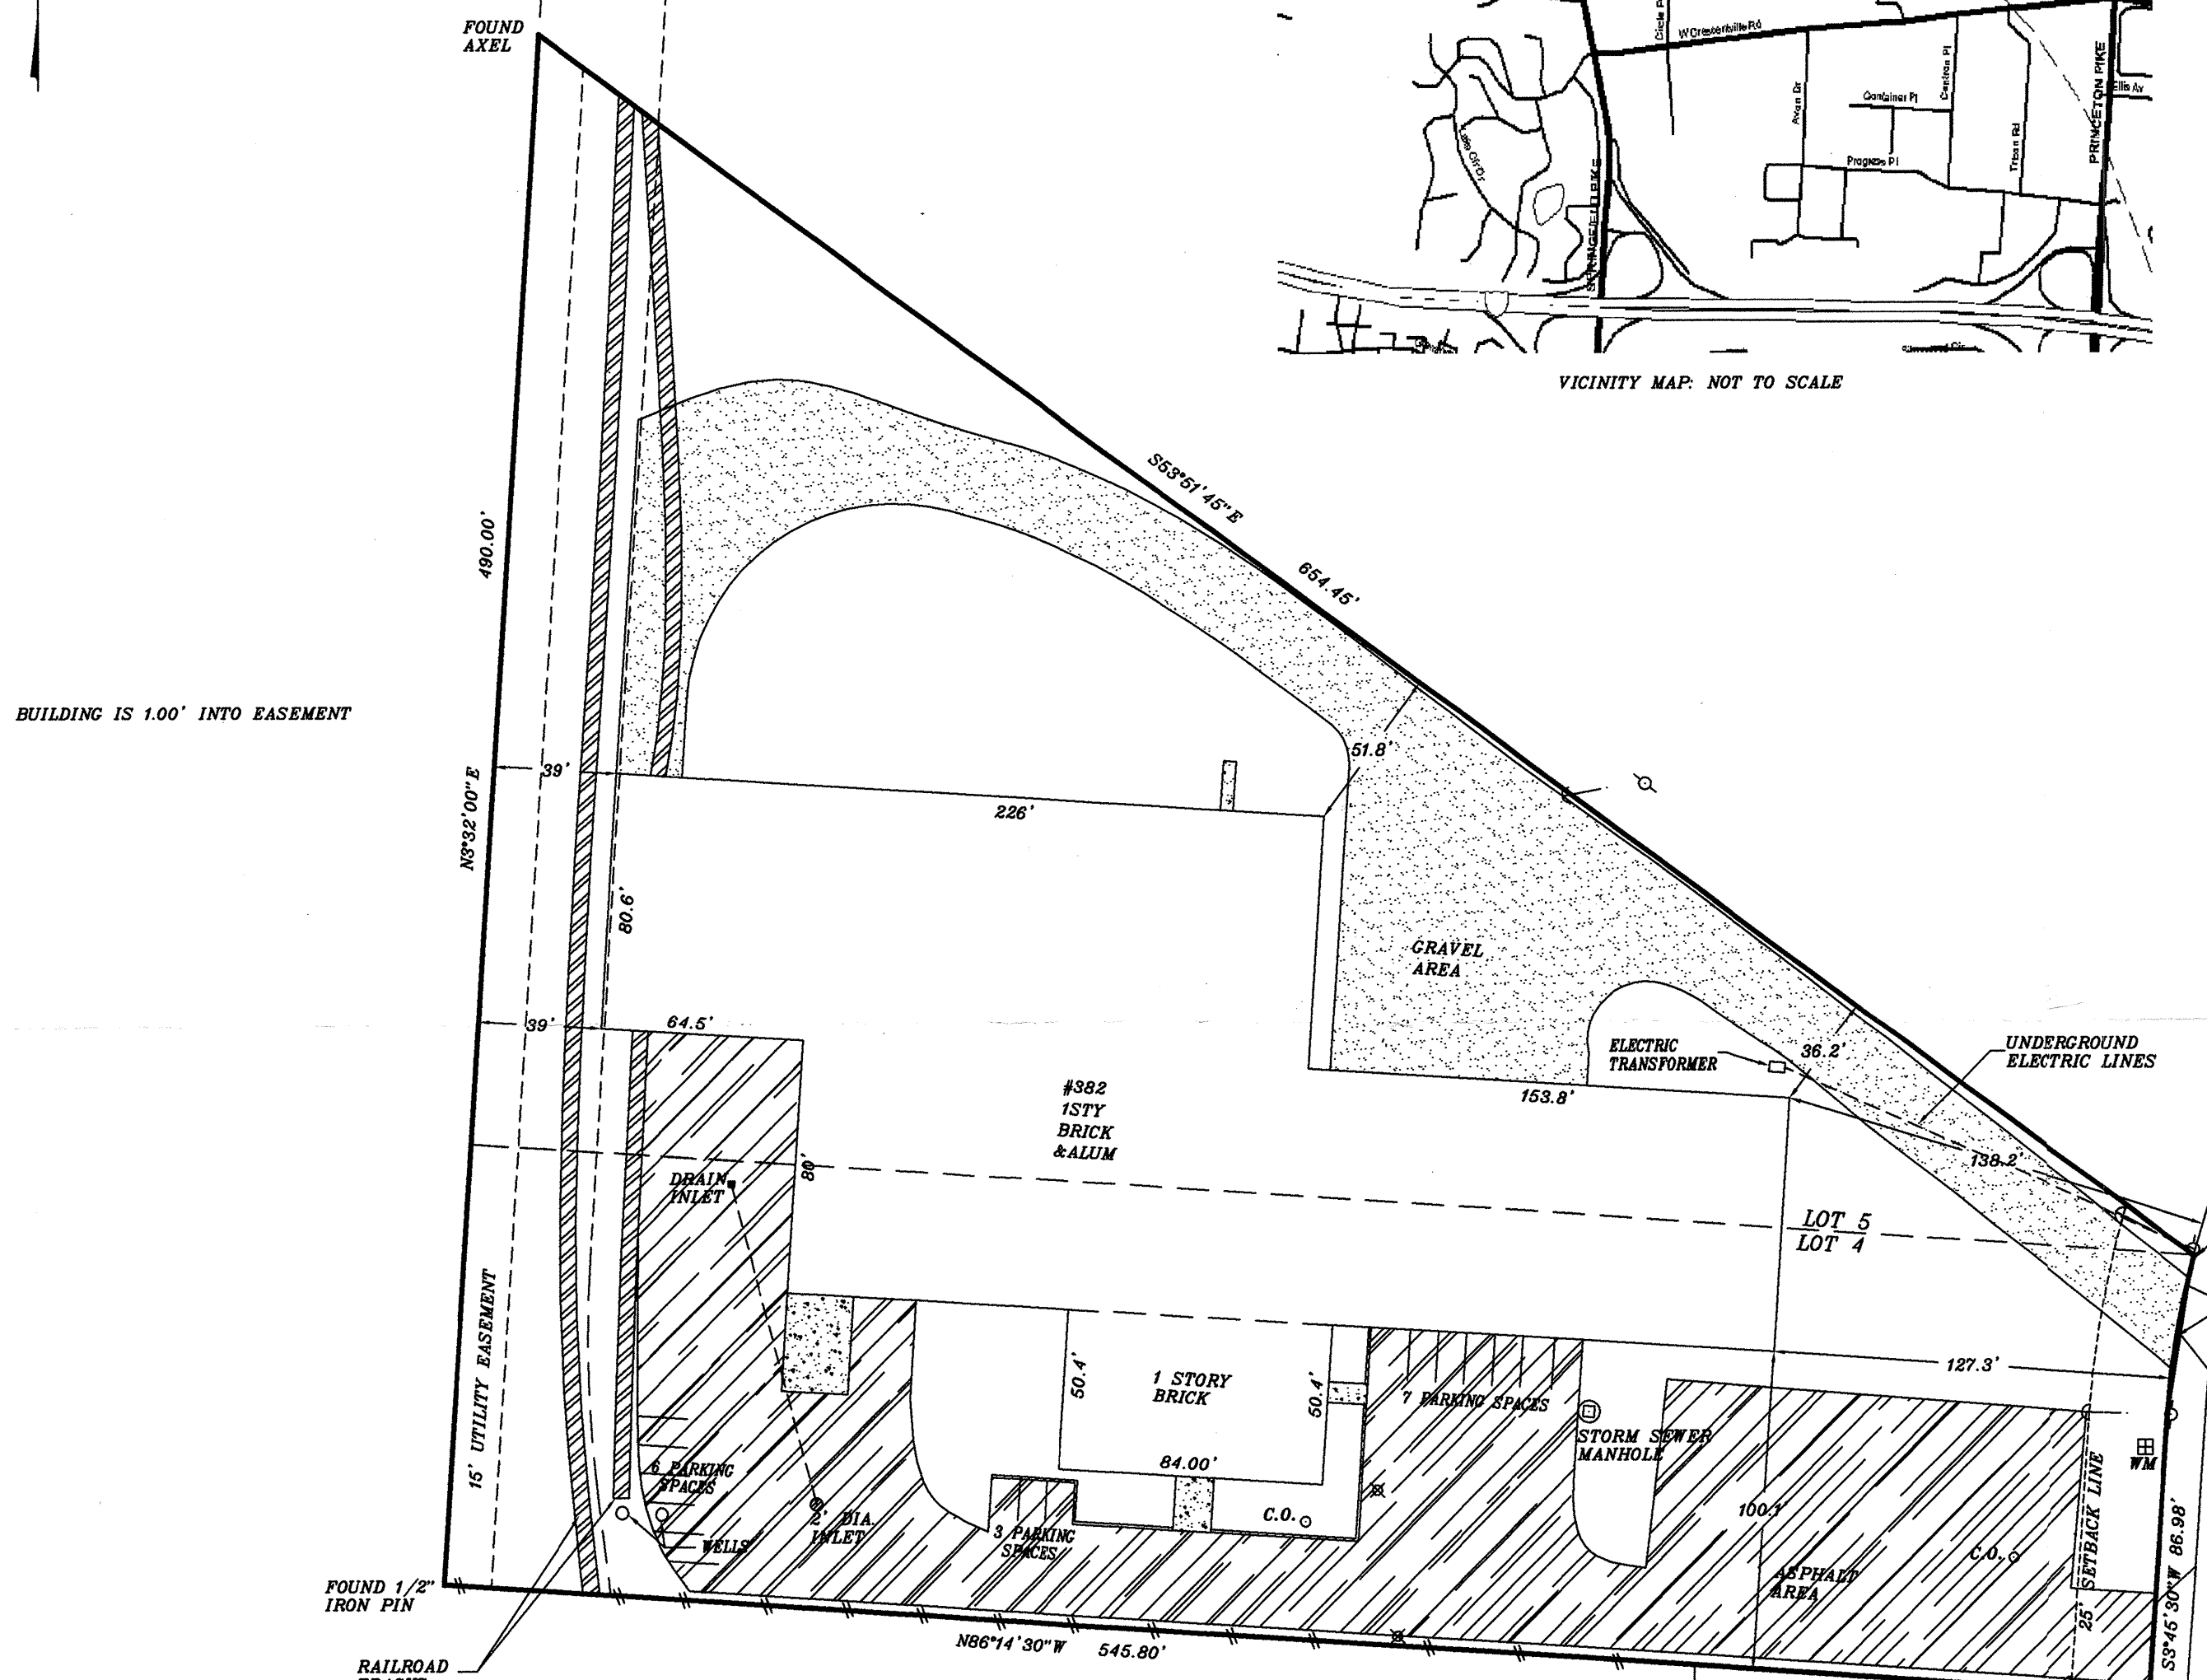 FOUND
AXEL
W Crescentville Rd
Container Pl
Progress Pl
Ellis Av
PRINCETON PIKE
VICINITY MAP: NOT TO SCALE
S53°51'45"E
654.45'
490.00'
N3°32'00"E
BUILDING IS 1.00' INTO EASEMENT
39'
226'
51.8'
80.6'
GRAVEL
AREA
39'
64.5'
ELECTRIC
TRANSFORMER
36.2'
UNDERGROUND
ELECTRIC LINES
153.8'
#382
1STY
BRICK
&ALUM
80'
138.2'
DRAIN
INLET
LOT 5
LOT 4
15' UTILITY EASEMENT
50.4'
1 STORY
BRICK
50.4'
127.3'
7 PARKING SPACES
STORM SEWER
MANHOLE
WM
84.00'
6 PARKING
SPACES
C.O.
100.1'
2' DIA.
INLET
3 PARKING
SPACES
WELLS
C.O.
ASPHALT
AREA
25' SETBACK LINE
S3°45'30"W 86.98'
FOUND 1/2"
IRON PIN
N86°14'30"W 545.80'
RAILROAD